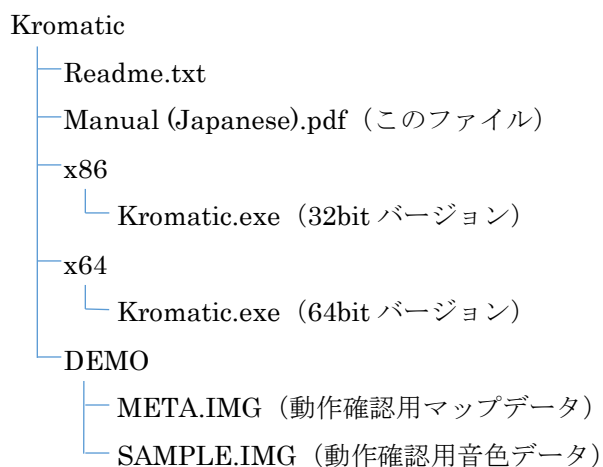 Kromatic
Readme.txt
Manual (Japanese).pdf（このファイル）
x86
Kromatic.exe（32bit バージョン）
x64
Kromatic.exe（64bit バージョン）
DEMO
META.IMG（動作確認用マップデータ）
SAMPLE.IMG（動作確認用音色データ）